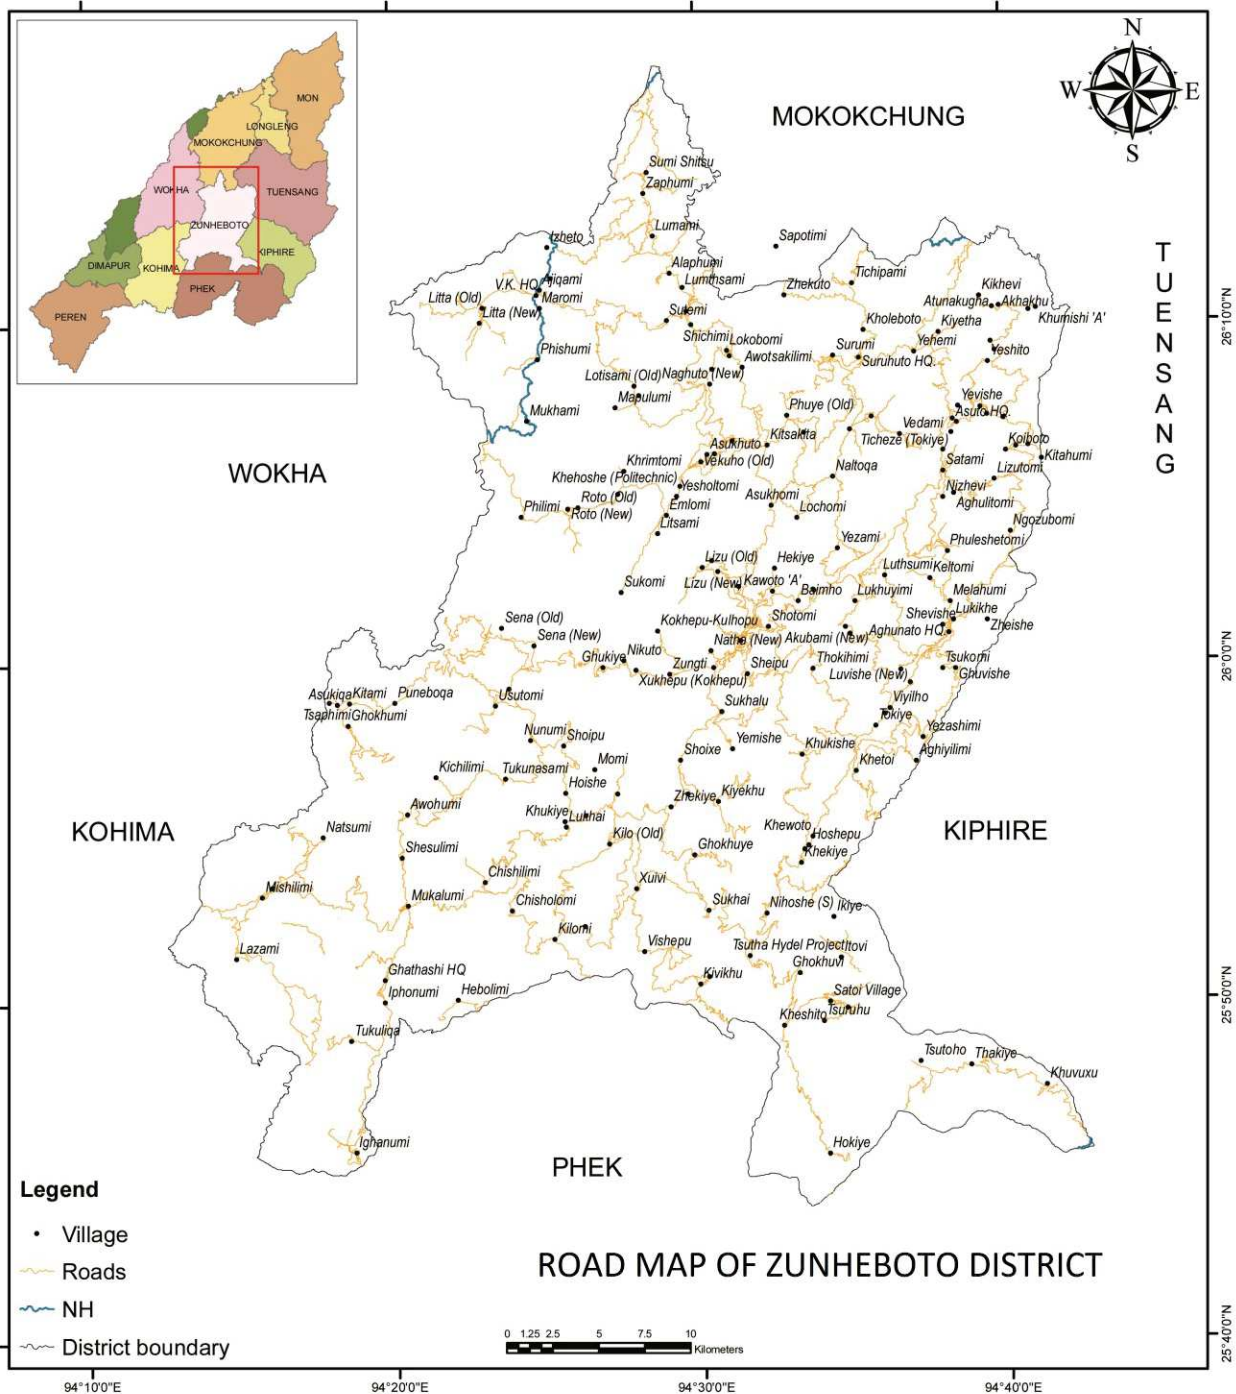 MON
LONGLENG
MOKOKCHUNG
WOKHA
TUENSANG
ZUNHEBOTO
KIPHIRE
DIMAPUR
KOHIMA
PHEK
PEREN
N
W
E
S
MOKOKCHUNG
TUENSANG
WOKHA
KOHIMA
KIPHIRE
PHEK
Sumi Shitsu
Zaphumi
Lumami
Izheto
Sapotimi
Alaphumi
Lumthsami
Tichipami
V.K. HQ
Ajiqami
Zhekuto
Kikhevi
Litta (Old)
Maromi
Atunakugha
Akhakhu
Litta (New)
Sutemi
Kholeboto
Kiyetha
Khumishi 'A'
Shichimi
Lokobomi
Surumi
Yehemi
Yeshito
Phishumi
Awotsakilimi
Suruhuto HQ.
Lotisami (Old)
Naghuto (New)
Mapulumi
Yevishe
Mukhami
Phuye (Old)
Vedami
Asuto HQ.
Asukhuto
Kitsakita
Ticheze (Tokiye)
Koiboto
Khrimtomi
Vekuho (Old)
Satami
Kitahumi
Khehoshe (Politechnic)
Yesholtomi
Naltoqa
Lizutomi
Roto (Old)
Emlomi
Asukhomi
Nizhevi
Philimi
Roto (New)
Litsami
Lochomi
Aghulitomi
Ngozubomi
Yezami
Phuleshetomi
Lizu (Old)
Hekiye
Luthsumi
Keltomi
Sukomi
Lizu (New)
Kawoto 'A'
Baimho
Lukhuyimi
Melahumi
Sena (Old)
Kokhepu-Kulhopu
Shotomi
Shevishe
Lukikhe
Zheishe
Sena (New)
Natha (New)
Akubami (New)
Aghunato HQ.
Ghukiye
Nikuto
Zungti
Sheipu
Thokihimi
Tsukomi
Xukhepu (Kokhepu)
Luvishe (New)
Ghuvishe
Asukiqa
Kitami
Puneboqa
Usutomi
Sukhalu
Viyilho
Tsaphimi
Ghokhumi
Tokiye
Yezashimi
Nunumi
Shoipu
Yemishe
Khukishe
Aghiyilimi
Momi
Shoixe
Khetoi
Kichilimi
Tukunasami
Hoishe
Zhekiye
Kiyekhu
Awohumi
Khukiye
Lukhai
Khewoto
Natsumi
Kilo (Old)
Hoshepu
Shesulimi
Ghokhuye
Khekiye
Chishilimi
Xuivi
Mishilimi
Mukalumi
Chisholomi
Sukhai
Nihoshe (S)
Ikiye
Kilomi
Lazami
Vishepu
Tsutha Hydel Project
Itovi
Ghathashi HQ
Kivikhu
Ghokhuvi
Iphonumi
Hebolimi
Satoi Village
Kheshito
Tsuruhu
Tukuliqa
Tsutoho
Thakiye
Khuvuxu
Ighanumi
Hokiye
Legend
Village
Roads
NH
District boundary
ROAD MAP OF ZUNHEBOTO DISTRICT
0 1.25 2.5 5 7.5 10
Kilometers
26°10'0"N
26°0'0"N
25°50'0"N
25°40'0"N
94°10'0"E
94°20'0"E
94°30'0"E
94°40'0"E